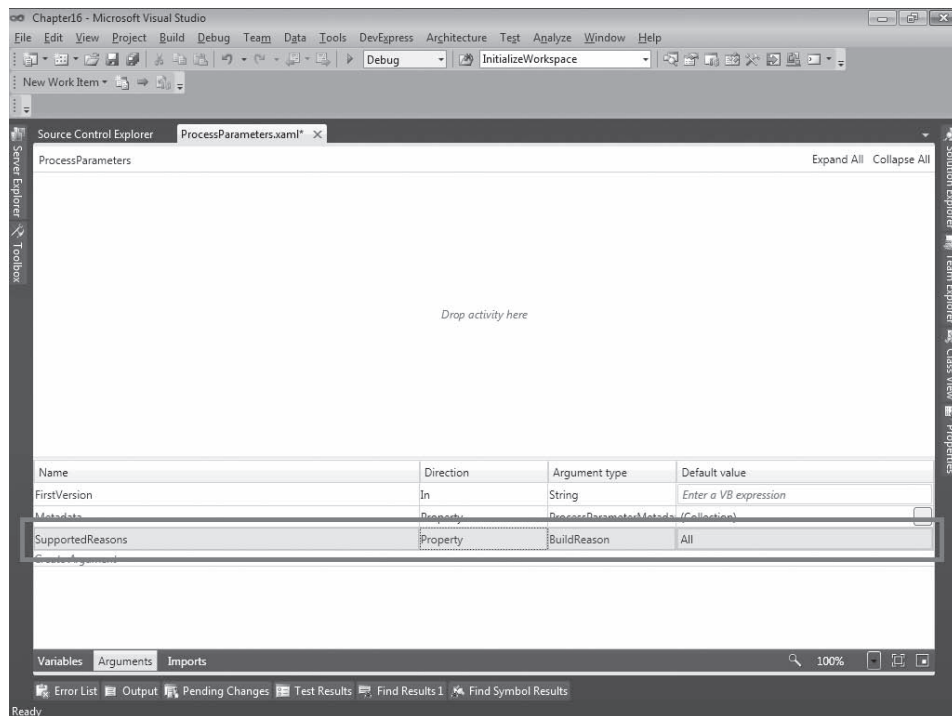 Chapter16 - Microsoft Visual Studio
File Edit View Project Build Debug Team Data Tools DevExpress Architecture Test Analyze Window Help
Debug InitializeWorkspace
New Work Item
Source Control Explorer ProcessParameters.xaml*
ProcessParameters Expand All Collapse All
Server Explorer
Toolbox
Solution Explorer
Team Explorer
Class View
Properties
Drop activity here
Name Direction Argument type Default value
FirstVersion In String Enter a VB expression
Metadata Property ProcessParameterMetada (Collection)
SupportedReasons Property BuildReason All
Create Argument
Variables Arguments Imports 100%
Error List Output Pending Changes Test Results Find Results 1 Find Symbol Results
Ready